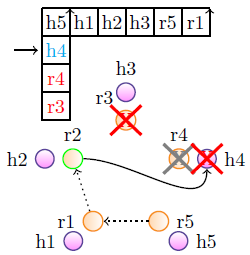 h5 h1 h2 h3 r5 r1
h4
r4
r3
h3
r3
r2 r4
h2 h4
r1 r5
h1 h5